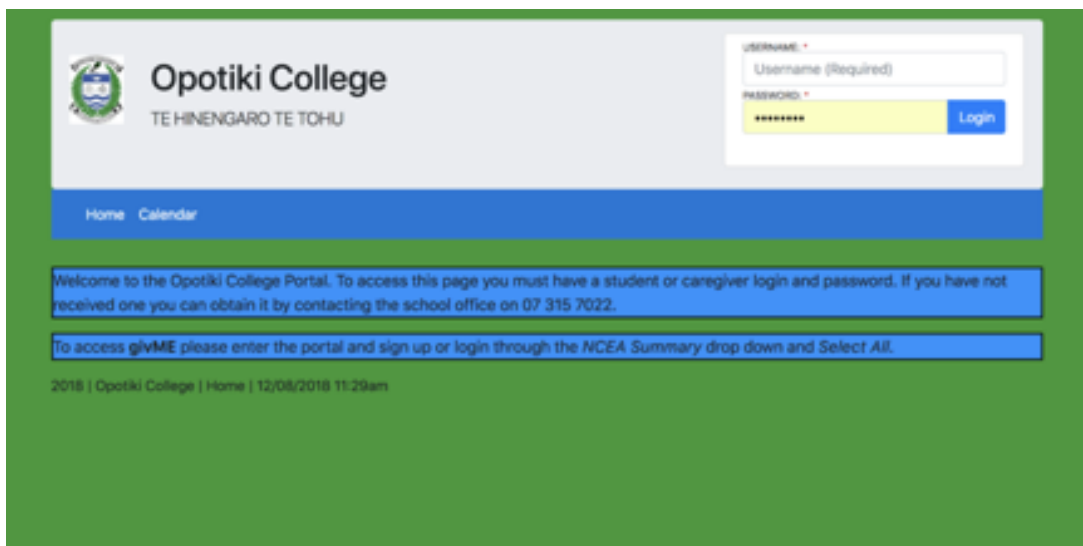 Opotiki College
TE HINENGARO TE TOHU
USERNAME: *
Username (Required)
PASSWORD: *
••••••••
Login
Home Calendar
Welcome to the Opotiki College Portal. To access this page you must have a student or caregiver login and password. If you have not
received one you can obtain it by contacting the school office on 07 315 7022.
To access givME please enter the portal and sign up or login through the NCEA Summary drop down and Select All.
2018 | Opotiki College | Home | 12/08/2018 11:29am